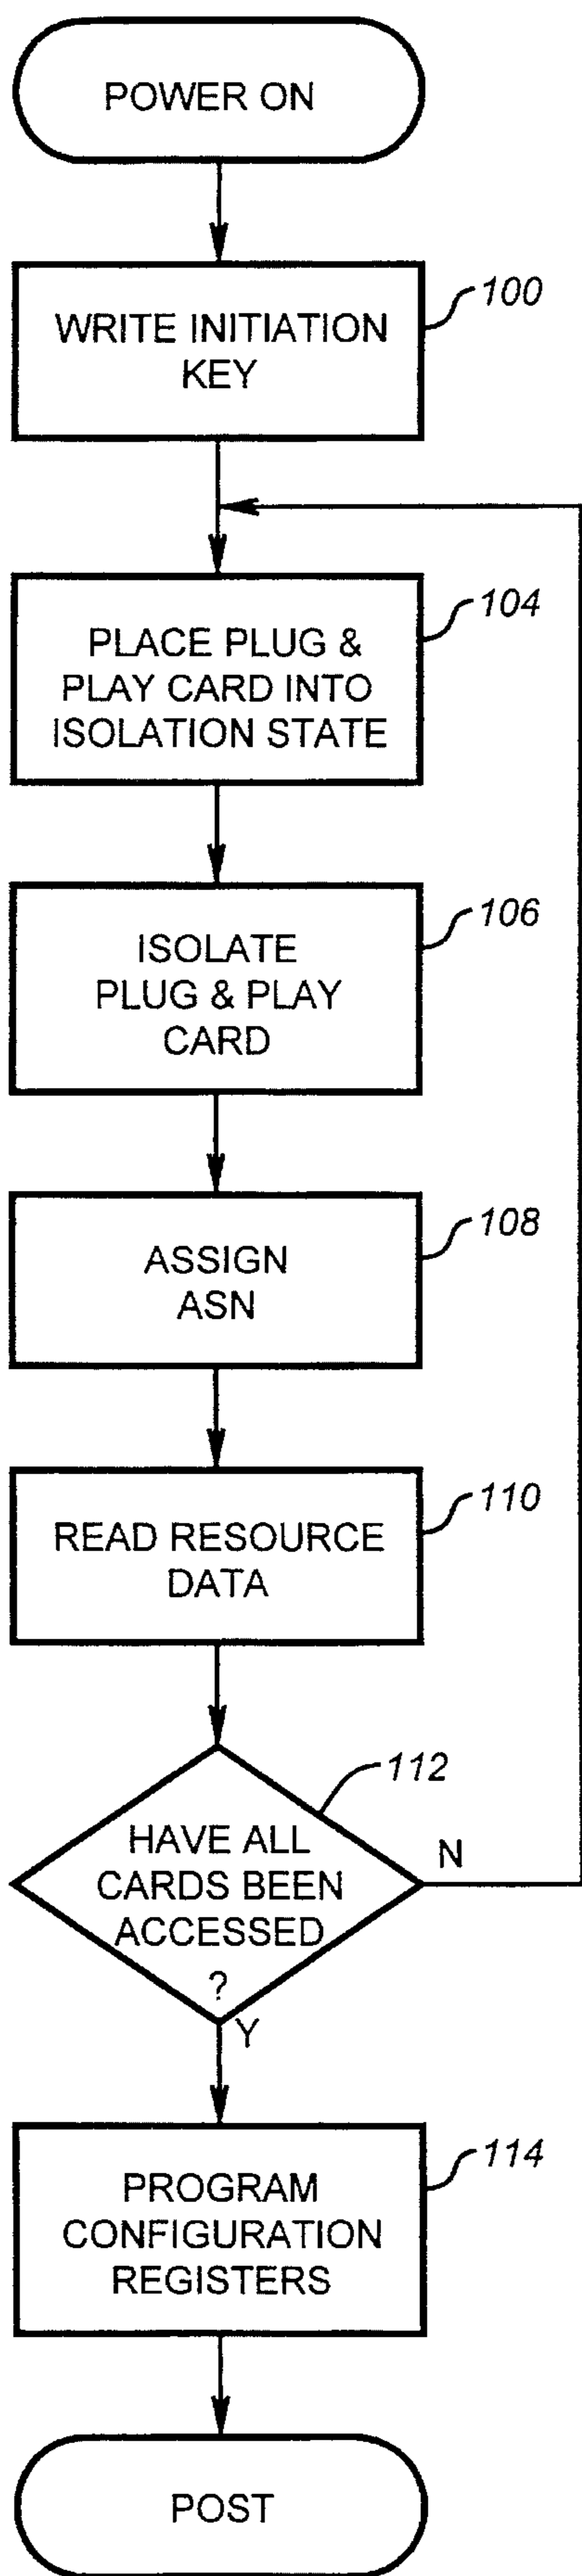 POWER ON
100
WRITE INITIATION
KEY
104
PLACE PLUG &
PLAY CARD INTO
ISOLATION STATE
106
ISOLATE
PLUG & PLAY
CARD
108
ASSIGN
ASN
110
READ RESOURCE
DATA
112
HAVE ALL
CARDS BEEN
ACCESSED
?
N
Y
114
PROGRAM
CONFIGURATION
REGISTERS
POST